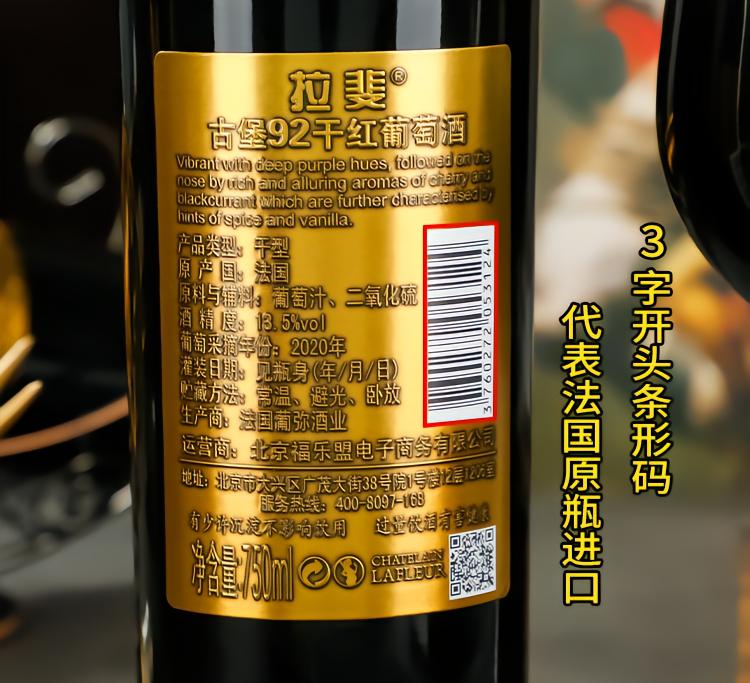 拉斐®
古堡92干红葡萄酒
Vibrant with deep purple hues, followed on the
nose by rich and alluring aromas of cherry and
blackcurrant which are further characterised by
hints of spice and vanilla.
产品类型：干型
原产国：法国
原料与辅料：葡萄汁、二氧化硫
酒精度：13.5%vol
葡萄采摘年份：2020年
灌装日期：见瓶身(年/月/日)
贮藏方法：常温、避光、卧放
生产商：法国葡弥酒业
运营商：北京福乐盟电子商务有限公司
地址：北京市大兴区广茂大街38号院1号楼12层1205室
服务热线：400-8097-168
有少许沉淀不影响饮用 过量饮酒有害健康
净含量:750ml
CHATELAIN
LAFLEUR
3 760272 053124
3字开头条形码
代表法国原瓶进口